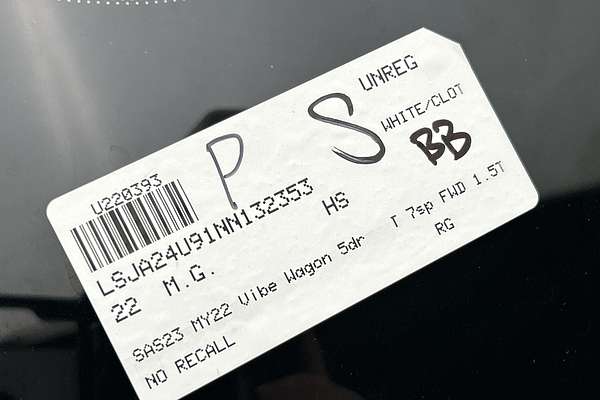 UNREG
P S
WHITE/CLOT
BB
U220393
LSJA24U91NN132353 HS
22 M.G.
SAS23 MY22 Vibe Wagon 5dr T 7sp FWD 1.5T
NO RECALL RG